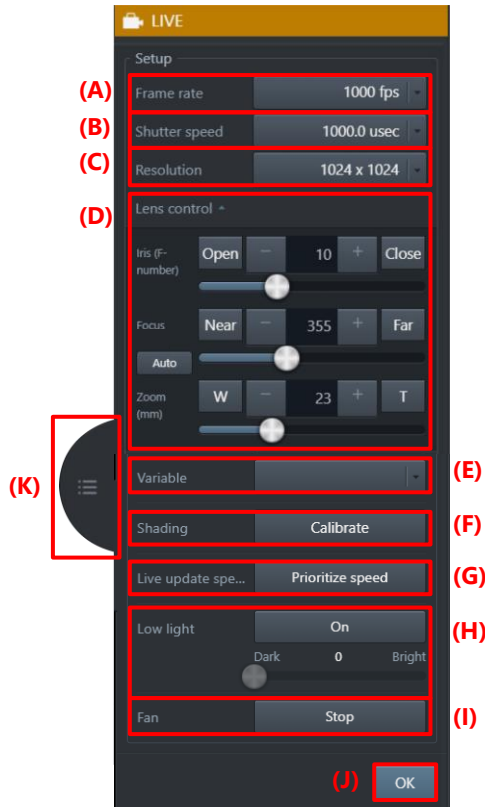 LIVE
Setup
(A) Frame rate 1000 fps
(B) Shutter speed 1000.0 usec
(C) Resolution 1024 x 1024
(D) Lens control
Iris (F-
number) Open − 10 + Close
Focus Near − 355 + Far
Auto
Zoom
(mm) W − 23 + T
(K)
Variable (E)
Shading Calibrate (F)
Live update spe... Prioritize speed (G)
Low light On (H)
Dark 0 Bright
Fan Stop (I)
(J) OK